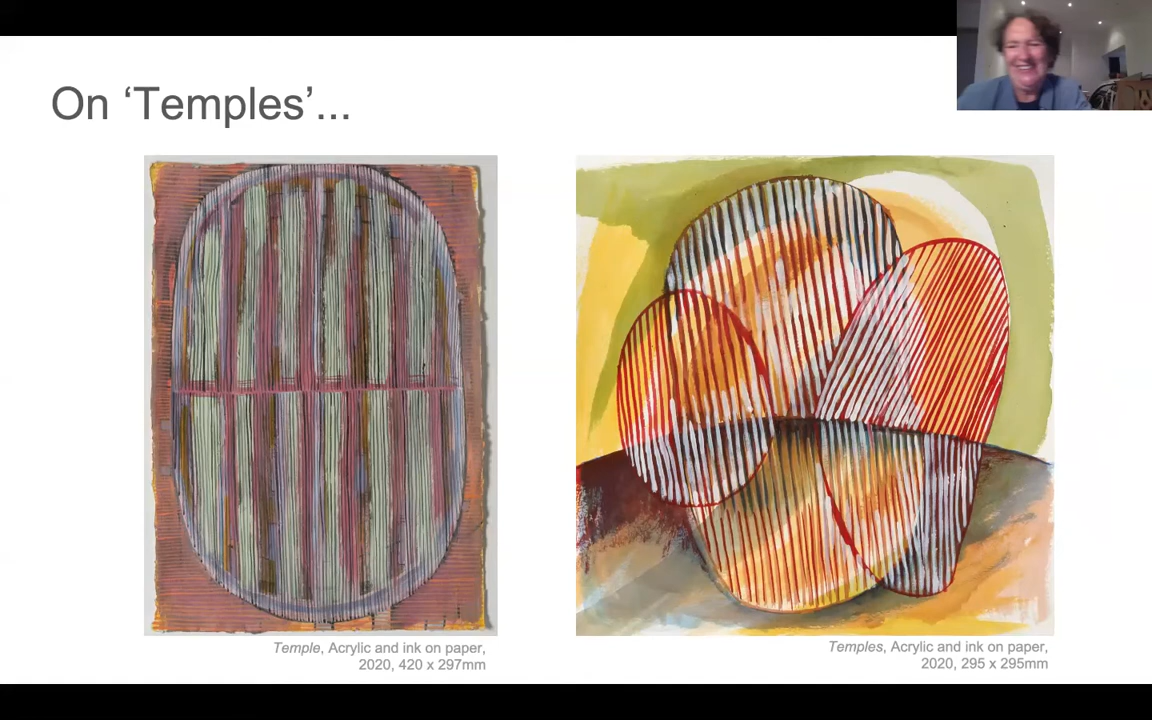 On ‘Temples’...
Temple, Acrylic and ink on paper,
2020, 420 x 297mm
Temples, Acrylic and ink on paper,
2020, 295 x 295mm